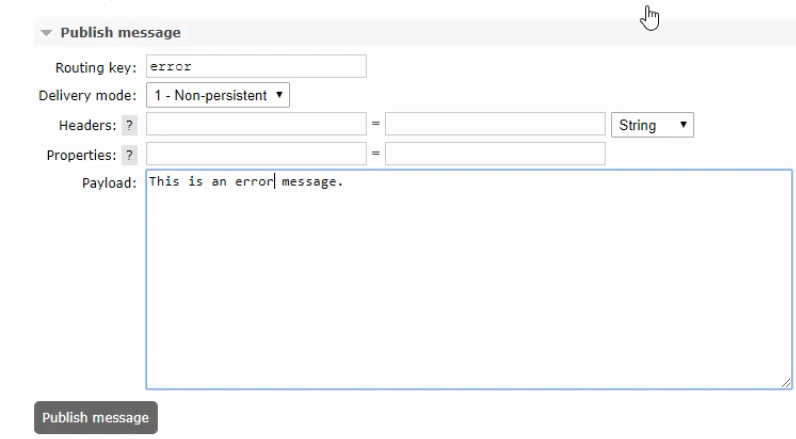 Publish message
Routing key: error
Delivery mode: 1 - Non-persistent
Headers: ? = String
Properties: ? =
Payload: This is an error message.
Publish message